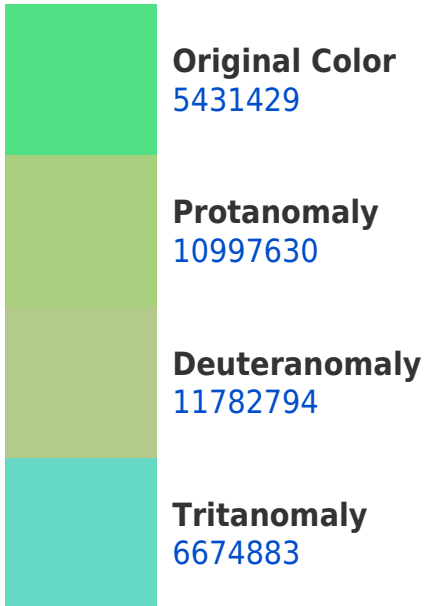 Original Color
5431429
Protanomaly
10997630
Deuteranomaly
11782794
Tritanomaly
6674883